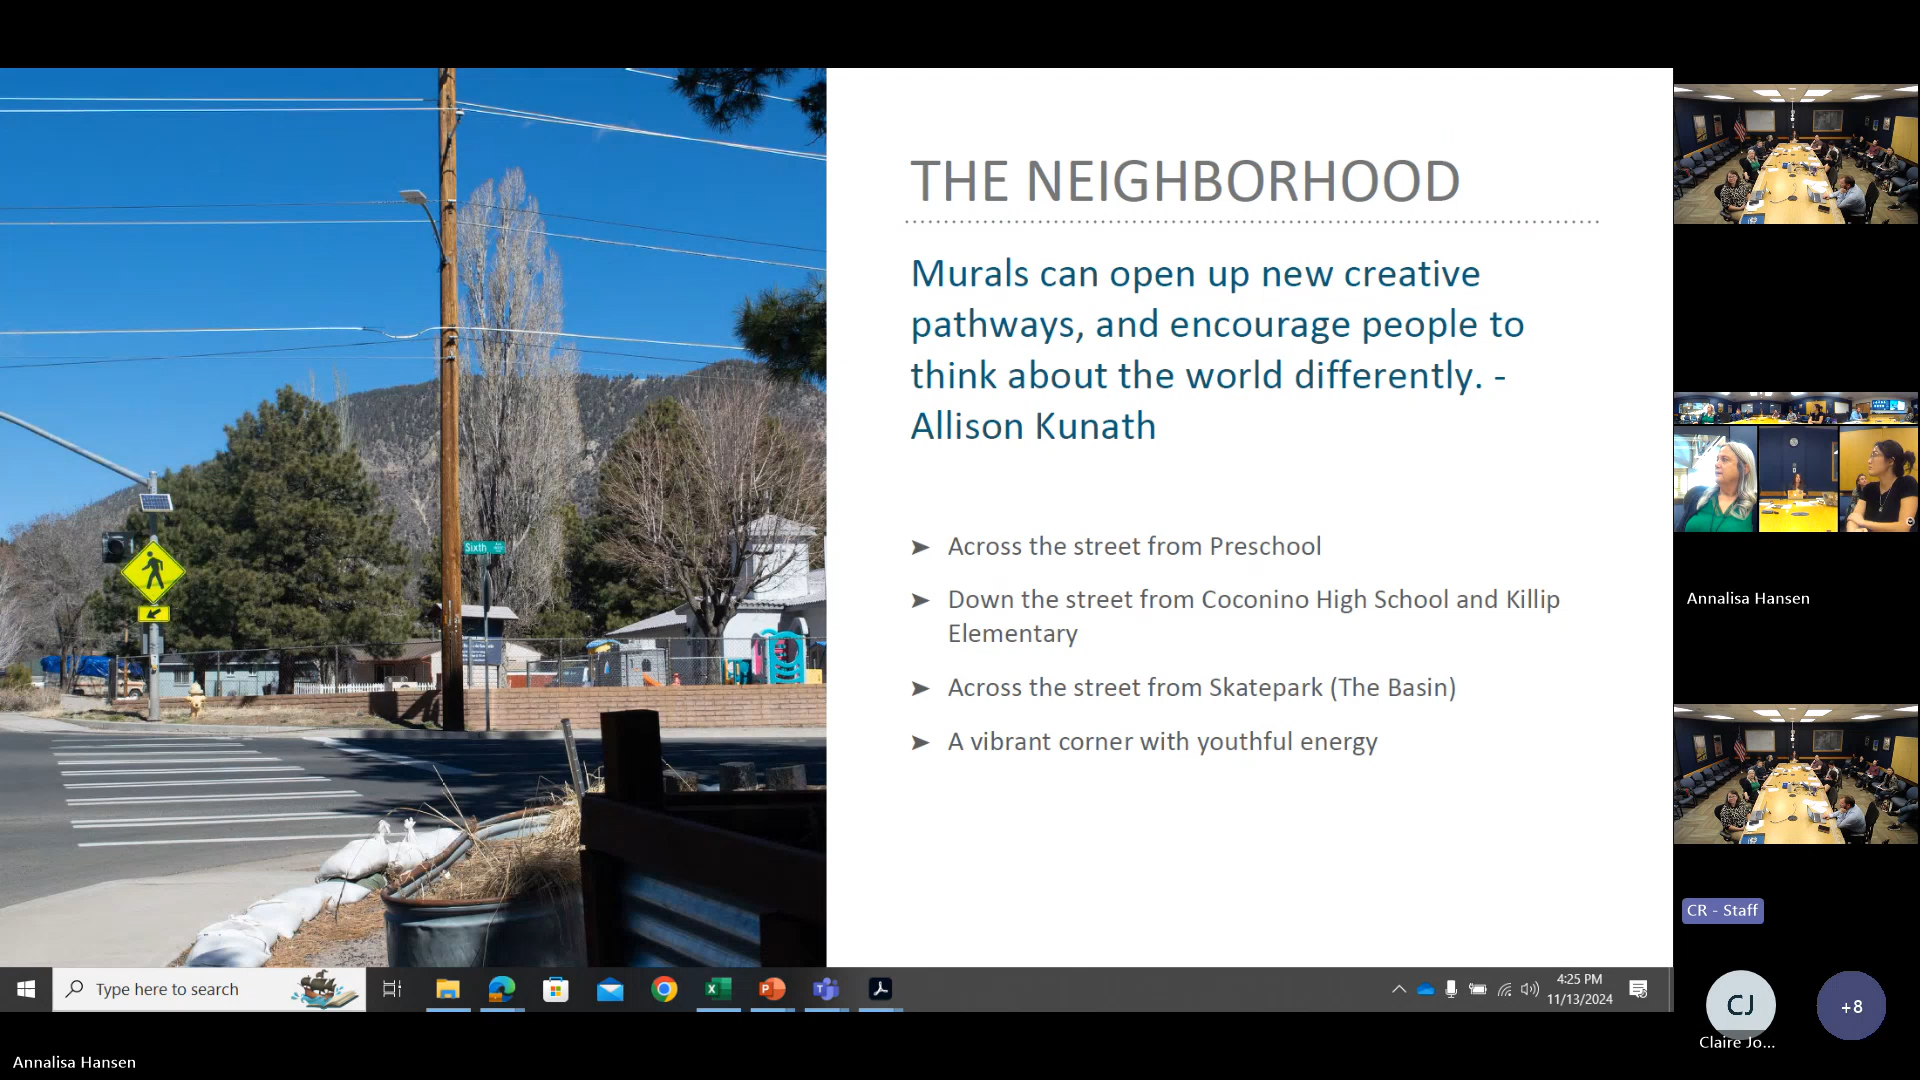 THE NEIGHBORHOOD
Murals can open up new creative
pathways, and encourage people to
think about the world differently. -
Allison Kunath
➤ Across the street from Preschool
➤ Down the street from Coconino High School and Killip
Elementary
➤ Across the street from Skatepark (The Basin)
➤ A vibrant corner with youthful energy
Sixth
Annalisa Hansen
CR - Staff
CJ
+8
Claire Jo...
Type here to search
4:25 PM
11/13/2024
Annalisa Hansen